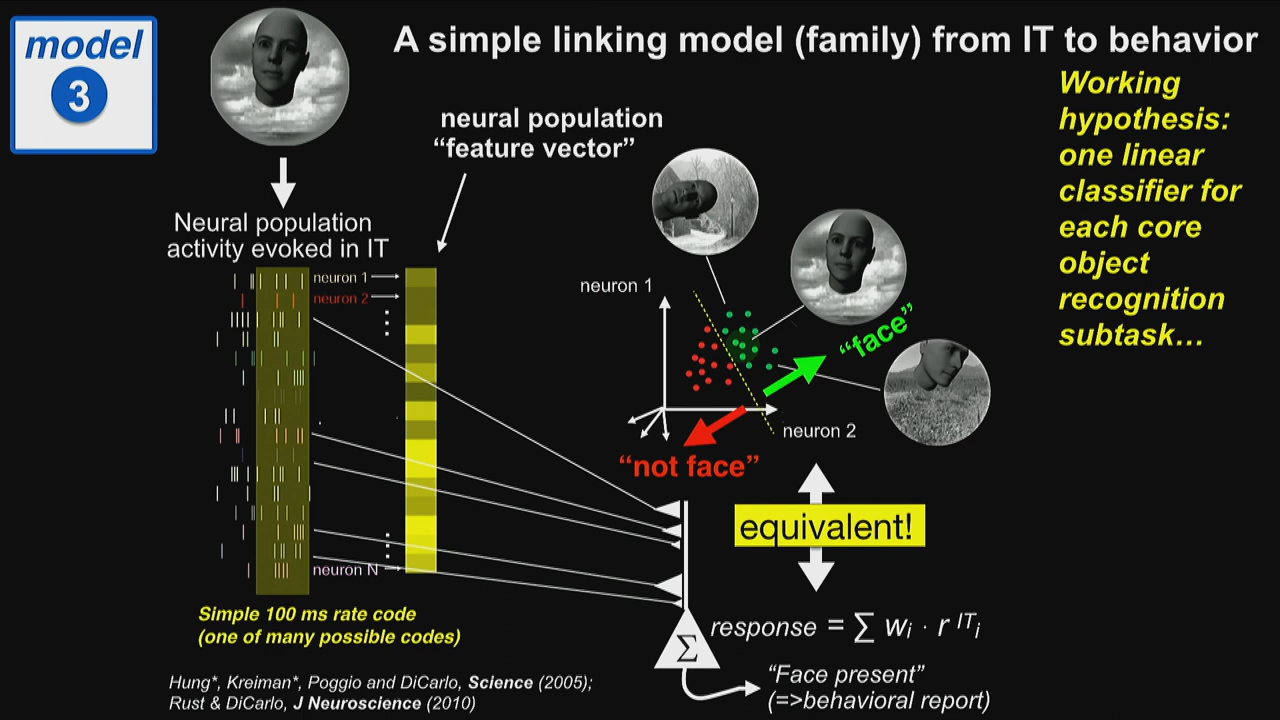 model
3
A simple linking model (family) from IT to behavior
Working
hypothesis:
one linear
classifier for
each core
object
recognition
subtask…
neural population
“feature vector”
Neural population
activity evoked in IT
neuron 1
neuron 2
neuron N
Simple 100 ms rate code
(one of many possible codes)
neuron 1
“face”
neuron 2
“not face”
equivalent!
response = ∑ wi · r ITi
Σ
“Face present”
(=>behavioral report)
Hung*, Kreiman*, Poggio and DiCarlo, Science (2005);
Rust & DiCarlo, J Neuroscience (2010)